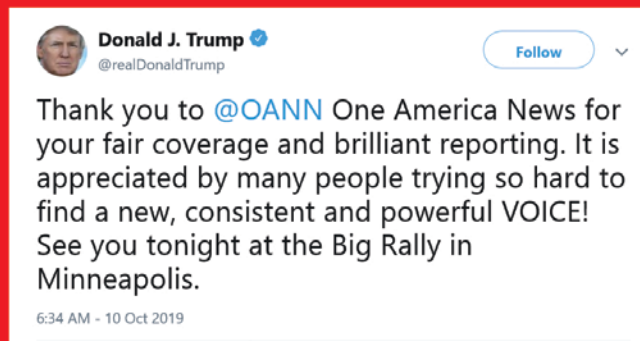 Donald J. Trump
@realDonaldTrump
Follow
Thank you to @OANN One America News for
your fair coverage and brilliant reporting. It is
appreciated by many people trying so hard to
find a new, consistent and powerful VOICE!
See you tonight at the Big Rally in
Minneapolis.
6:34 AM - 10 Oct 2019